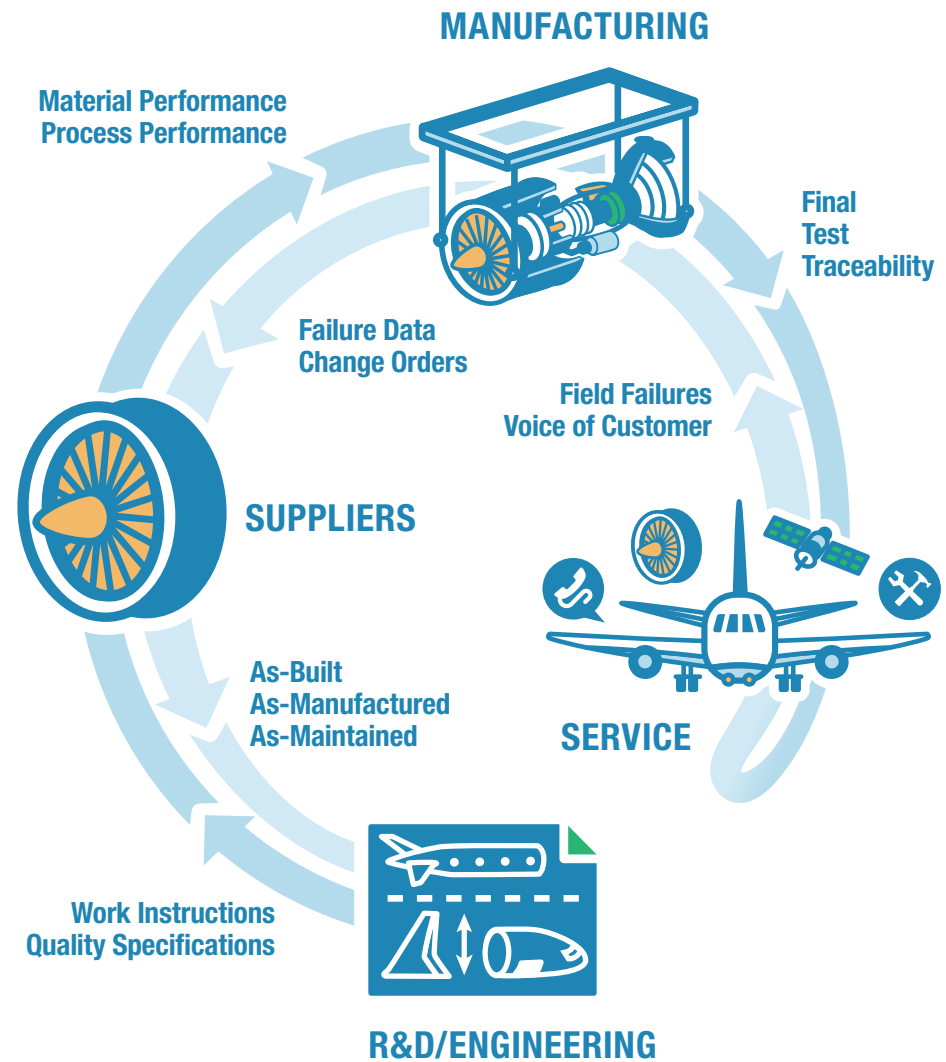 MANUFACTURING
Material Performance
Process Performance
Final
Test
Traceability
Failure Data
Change Orders
Field Failures
Voice of Customer
SUPPLIERS
As-Built
As-Manufactured
As-Maintained
SERVICE
Work Instructions
Quality Specifications
R&D/ENGINEERING